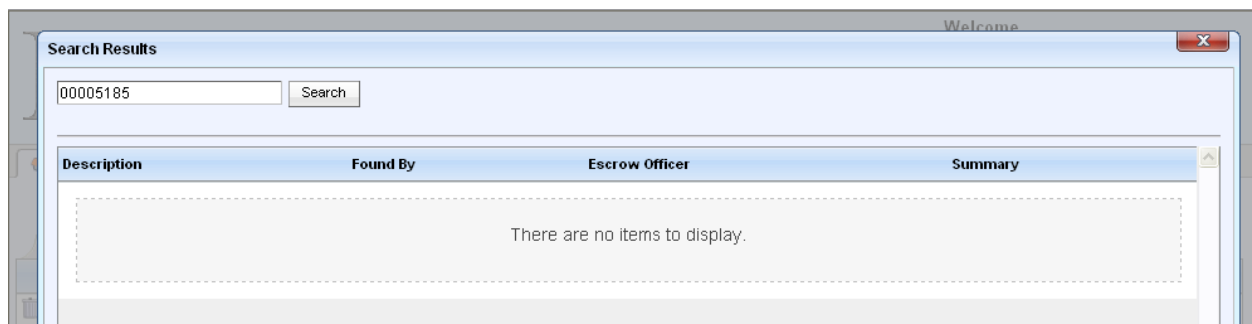 Welcome
Search Results
x
00005185 Search
Description Found By Escrow Officer Summary
There are no items to display.